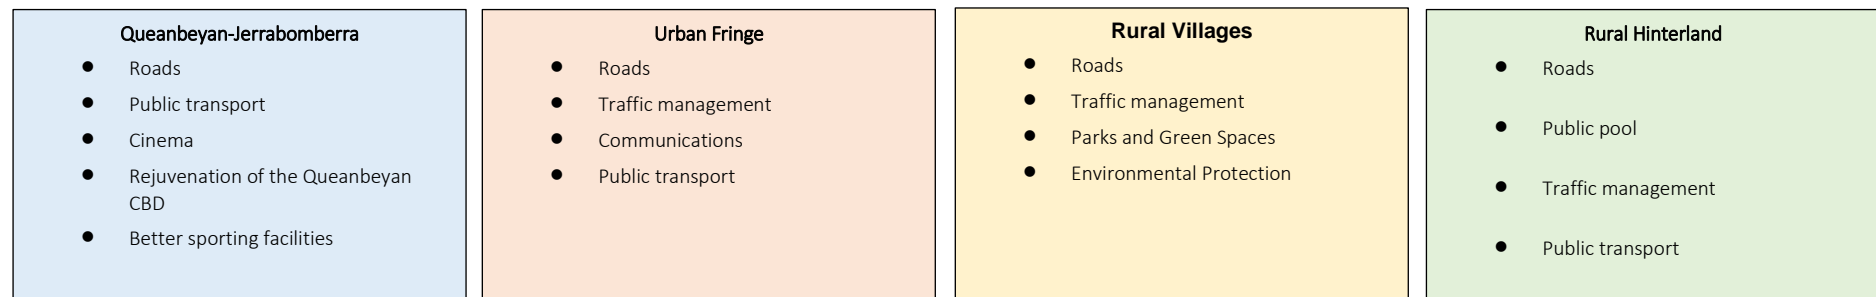 Queanbeyan-Jerrabomberra
● Roads
● Public transport
● Cinema
● Rejuvenation of the Queanbeyan
CBD
● Better sporting facilities
Urban Fringe
● Roads
● Traffic management
● Communications
● Public transport
Rural Villages
● Roads
● Traffic management
● Parks and Green Spaces
● Environmental Protection
Rural Hinterland
● Roads
● Public pool
● Traffic management
● Public transport